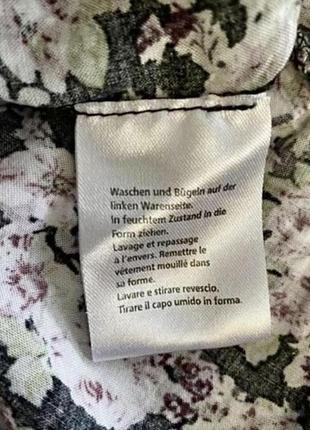 Waschen und Bügeln auf der
linken Warenseite.
In feuchtem Zustand in die
Form ziehen.
Lavage et repassage
à l'envers. Remettre le
vêtement mouillé dans
sa forme.
Lavare e stirare revescio.
Tirare il capo umido in forma.